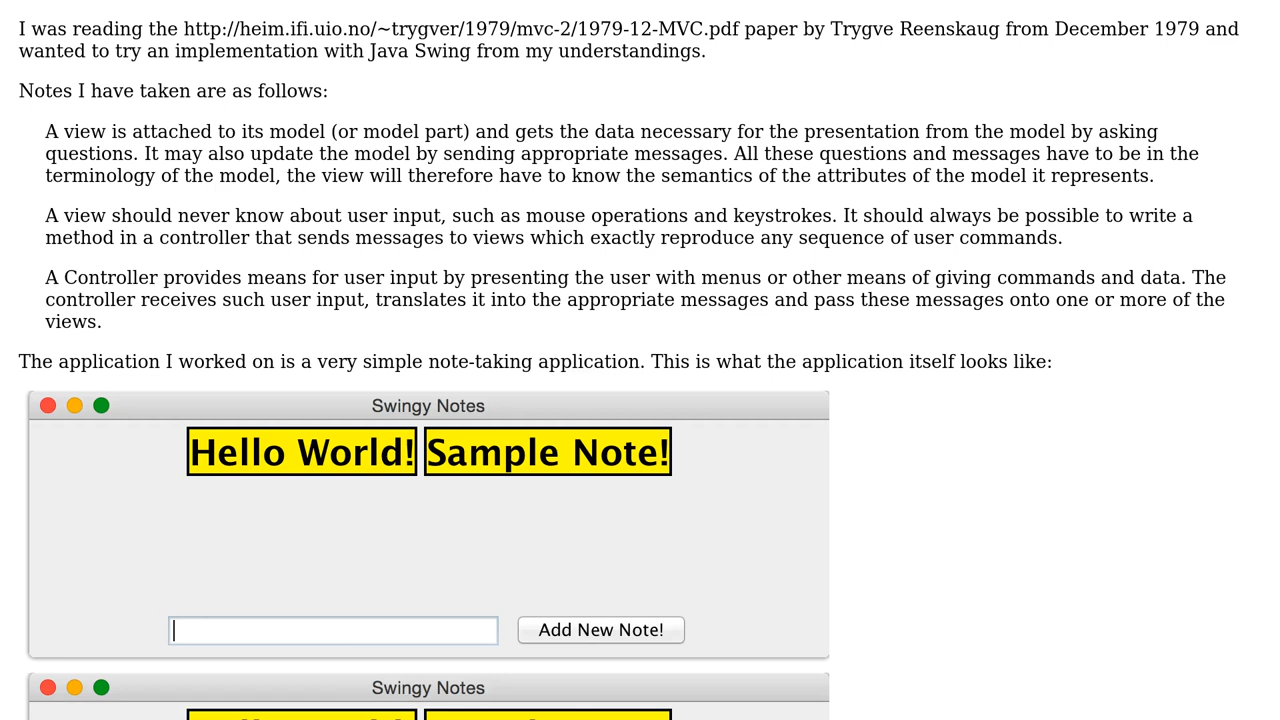 I was reading the http://heim.ifi.uio.no/~trygver/1979/mvc-2/1979-12-MVC.pdf paper by Trygve Reenskaug from December 1979 and
wanted to try an implementation with Java Swing from my understandings.
Notes I have taken are as follows:
A view is attached to its model (or model part) and gets the data necessary for the presentation from the model by asking
questions. It may also update the model by sending appropriate messages. All these questions and messages have to be in the
terminology of the model, the view will therefore have to know the semantics of the attributes of the model it represents.
A view should never know about user input, such as mouse operations and keystrokes. It should always be possible to write a
method in a controller that sends messages to views which exactly reproduce any sequence of user commands.
A Controller provides means for user input by presenting the user with menus or other means of giving commands and data. The
controller receives such user input, translates it into the appropriate messages and pass these messages onto one or more of the
views.
The application I worked on is a very simple note-taking application. This is what the application itself looks like:
Swingy Notes
Hello World! Sample Note!
Add New Note!
Swingy Notes